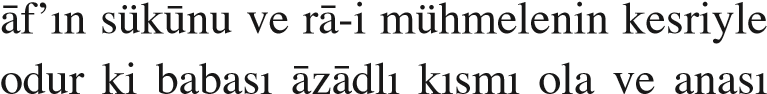 āf’ın sükūnu ve rā-i mühmelenin kesriyle
odur ki babası āzādlı kısmı ola ve anası